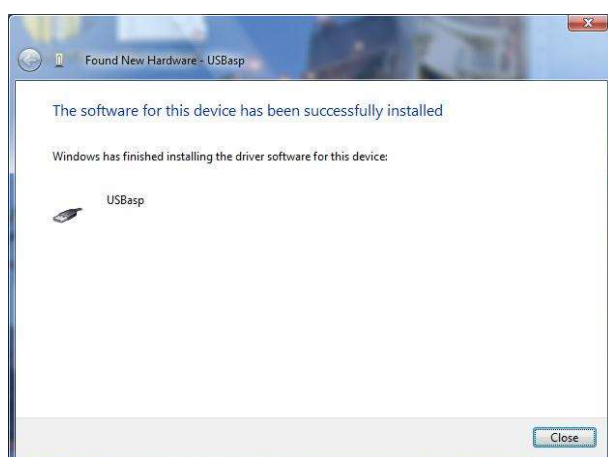 Found New Hardware - USBasp
The software for this device has been successfully installed
Windows has finished installing the driver software for this device:
USBasp
Close